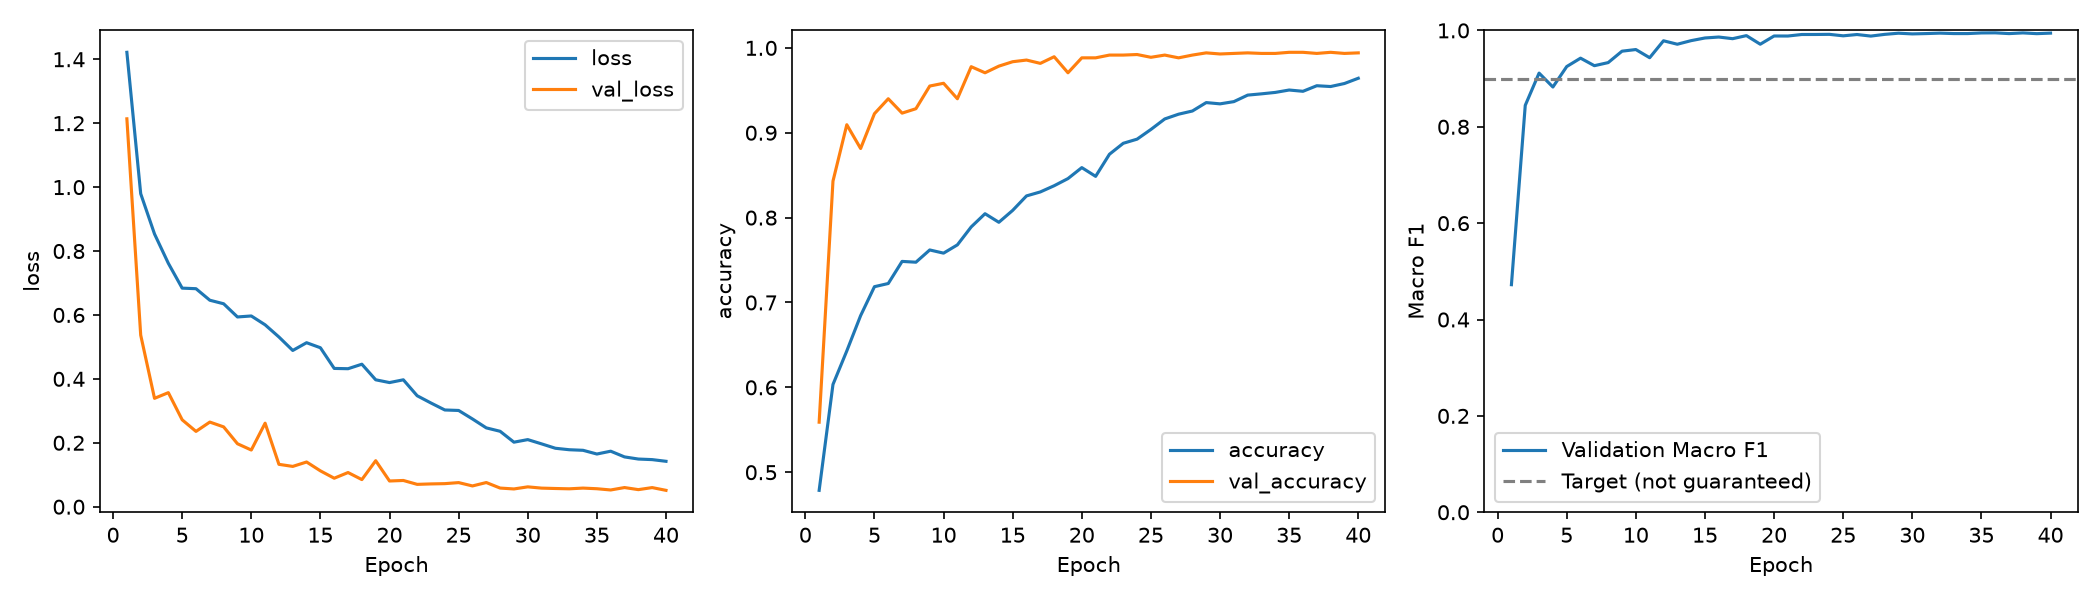 loss
val_loss
1.4
1.2
1.0
0.8
0.6
0.4
0.2
0.0
loss
0 5 10 15 20 25 30 35 40
Epoch
1.0
0.9
0.8
0.7
0.6
0.5
accuracy
accuracy
val_accuracy
0 5 10 15 20 25 30 35 40
Epoch
1.0
0.8
0.6
0.4
0.2
0.0
Macro F1
Validation Macro F1
Target (not guaranteed)
0 5 10 15 20 25 30 35 40
Epoch